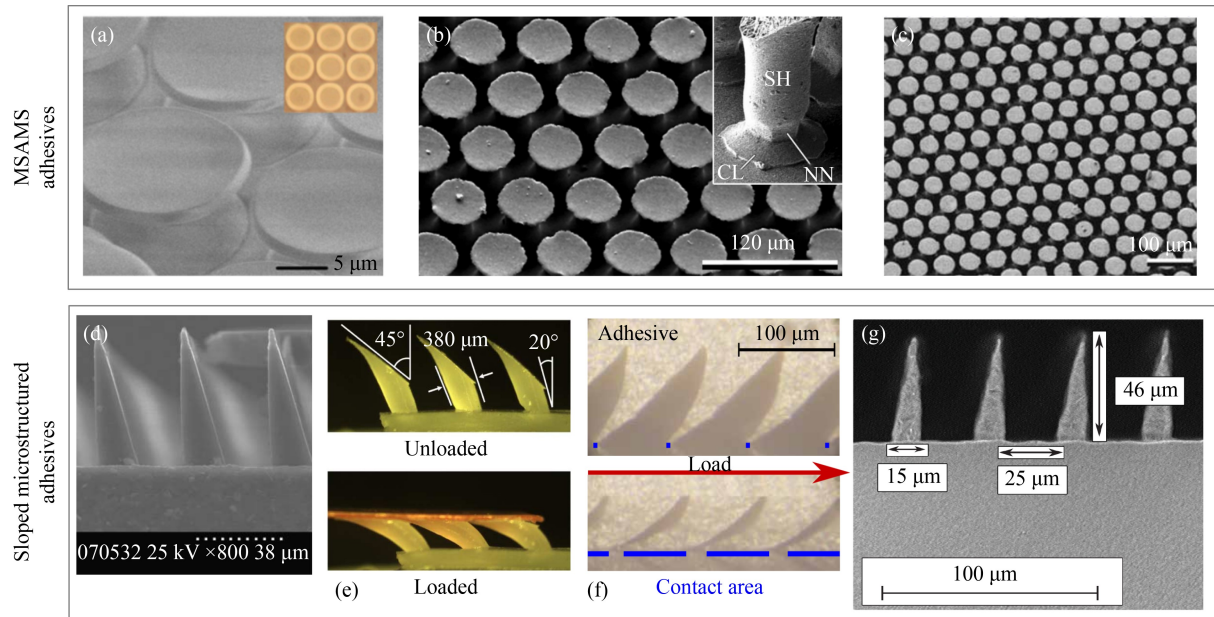 MSAMS
adhesives
(a)
5 μm
(b)
SH
CL
NN
120 μm
(c)
100 μm
Sloped microstructured
adhesives
(d)
070532 25 kV ×800 38 μm
45°
380 μm
20°
Unloaded
(e)
Loaded
Adhesive
100 μm
Load
(f)
Contact area
(g)
46 μm
15 μm
25 μm
100 μm